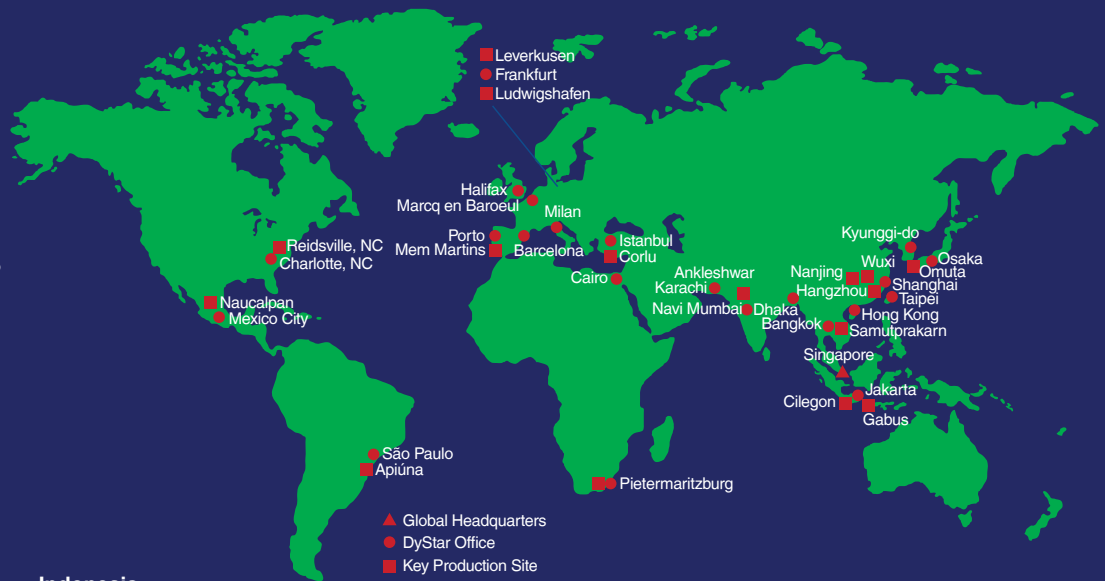 Leverkusen
Frankfurt
Ludwigshafen
Halifax
Marcq en Baroeul
Milan
Porto
Mem Martins
Barcelona
Istanbul
Corlu
Cairo
Reidsville, NC
Charlotte, NC
Naucalpan
Mexico City
Kyunggi-do
Osaka
Omuta
Wuxi
Nanjing
Shanghai
Hangzhou
Taipei
Ankleshwar
Karachi
Navi Mumbai
Dhaka
Hong Kong
Bangkok
Samutprakarn
Singapore
Jakarta
Cilegon
Gabus
São Paulo
Apiúna
Pietermaritzburg
Global Headquarters
DyStar Office
Key Production Site